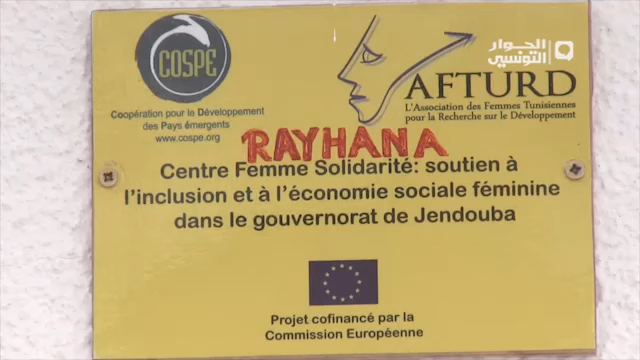 الحوار
التونسي
COSPE
Coopération pour le Développement
des Pays émergents
www.cospe.org
AFTURD
L'Association des Femmes Tunisiennes
pour la Recherche sur le Développement
RAYHANA
Centre Femme Solidarité: soutien à
l'inclusion et à l'économie sociale féminine
dans le gouvernorat de Jendouba
Projet cofinancé par la
Commission Européenne